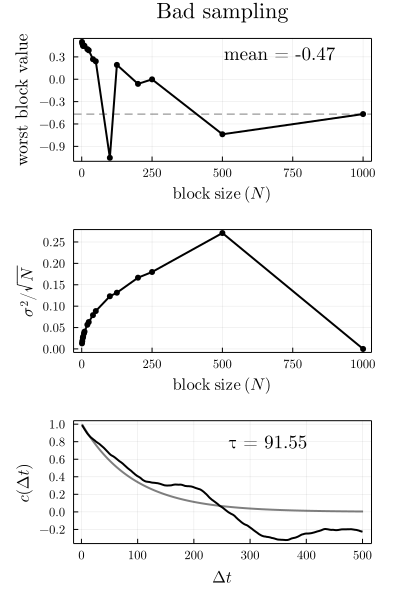 Bad sampling
worst block value
0.3
0.0
−0.3
−0.6
−0.9
mean = -0.47
0 250 500 750 1000
block size (N)
σ²/√N
0.25
0.20
0.15
0.10
0.05
0.00
0 250 500 750 1000
block size (N)
c(Δt)
1.0
0.8
0.6
0.4
0.2
0.0
−0.2
τ = 91.55
0 100 200 300 400 500
Δt